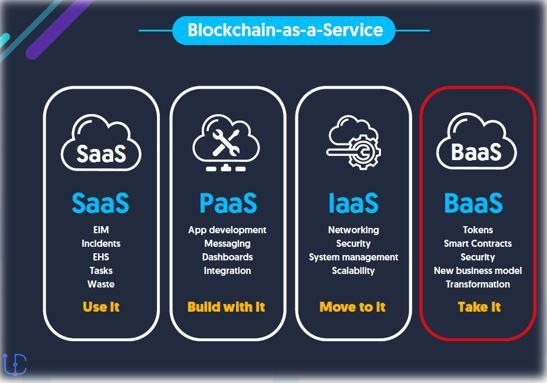 Blockchain-as-a-Service
SaaS
SaaS
EIM
Incidents
EHS
Tasks
Waste
Use It
PaaS
App development
Messaging
Dashboards
Integration
Build with It
IaaS
Networking
Security
System management
Scalability
Move to It
BaaS
BaaS
Tokens
Smart Contracts
Security
New business model
Transformation
Take It